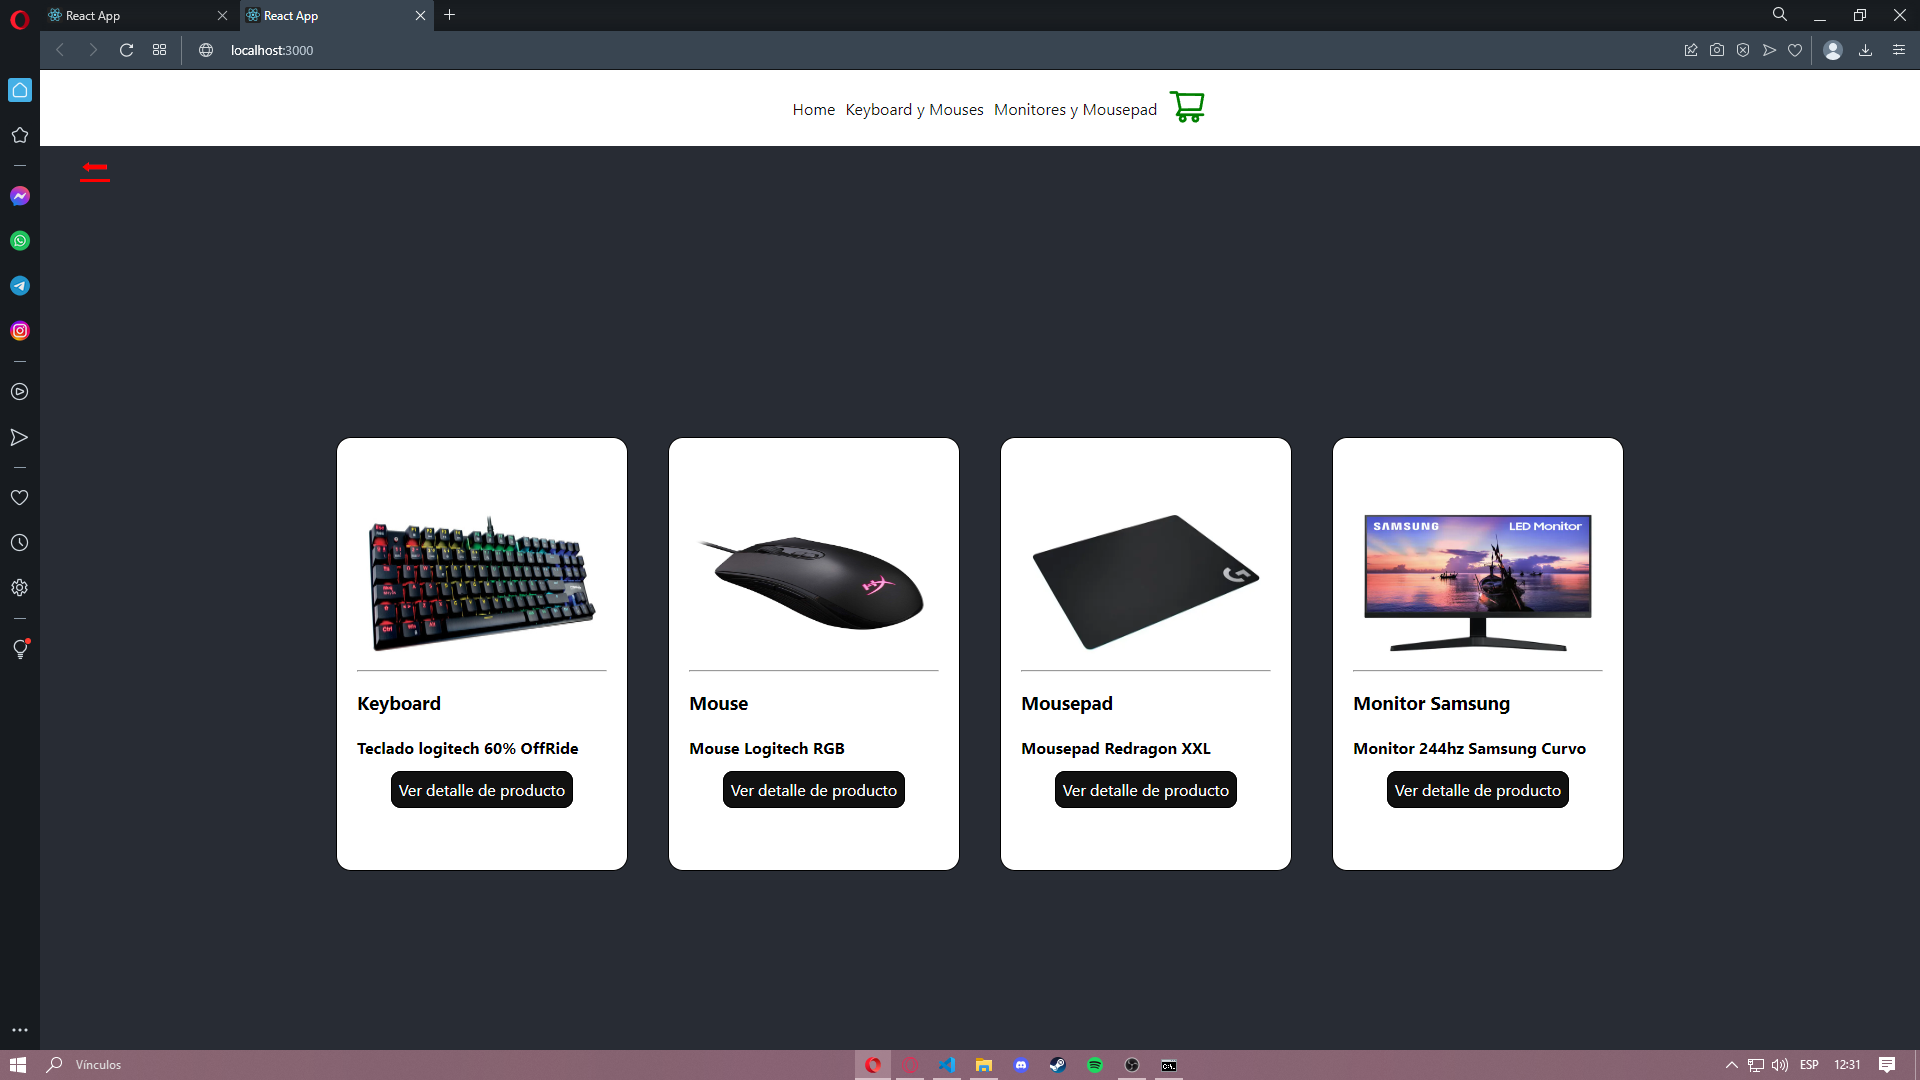 React App
React App
localhost:3000
Home Keyboard y Mouses Monitores y Mousepad
SAMSUNG LED Monitor
Keyboard
Teclado logitech 60% OffRide
Ver detalle de producto
Mouse
Mouse Logitech RGB
Ver detalle de producto
Mousepad
Mousepad Redragon XXL
Ver detalle de producto
Monitor Samsung
Monitor 244hz Samsung Curvo
Ver detalle de producto
Vínculos
ESP 12:31